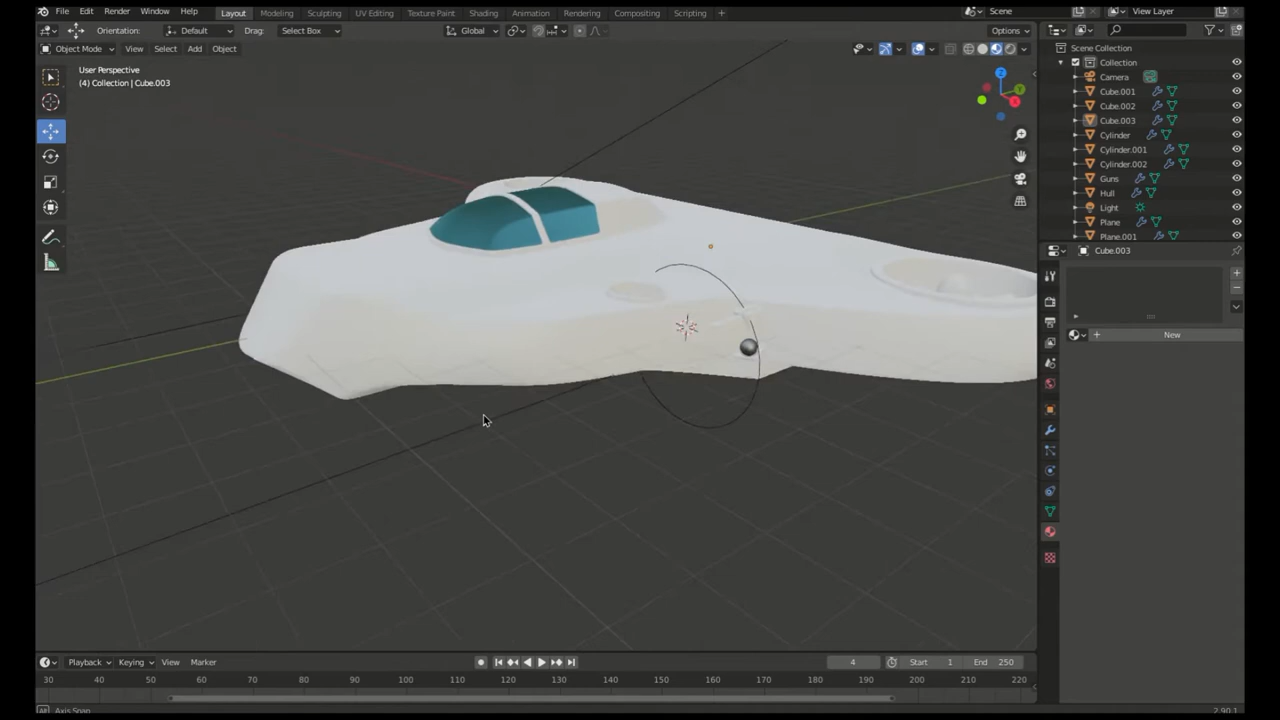 File Edit Render Window Help Layout Modeling Sculpting UV Editing Texture Paint Shading Animation Rendering Compositing Scripting + Scene View Layer
Orientation: Default Drag: Select Box Global Options
Object Mode View Select Add Object
User Perspective
(4) Collection | Cube.003
Z
Y
X
Scene Collection
Collection
Camera
Cube.001
Cube.002
Cube.003
Cylinder
Cylinder.001
Cylinder.002
Guns
Hull
Light
Plane
Plane.001
Cube.003
New
Playback Keying View Marker 4 Start 1 End 250
30 40 50 60 70 80 90 100 110 120 130 140 150 160 170 180 190 200 210 220
Alt Axis Snap 2.90.1